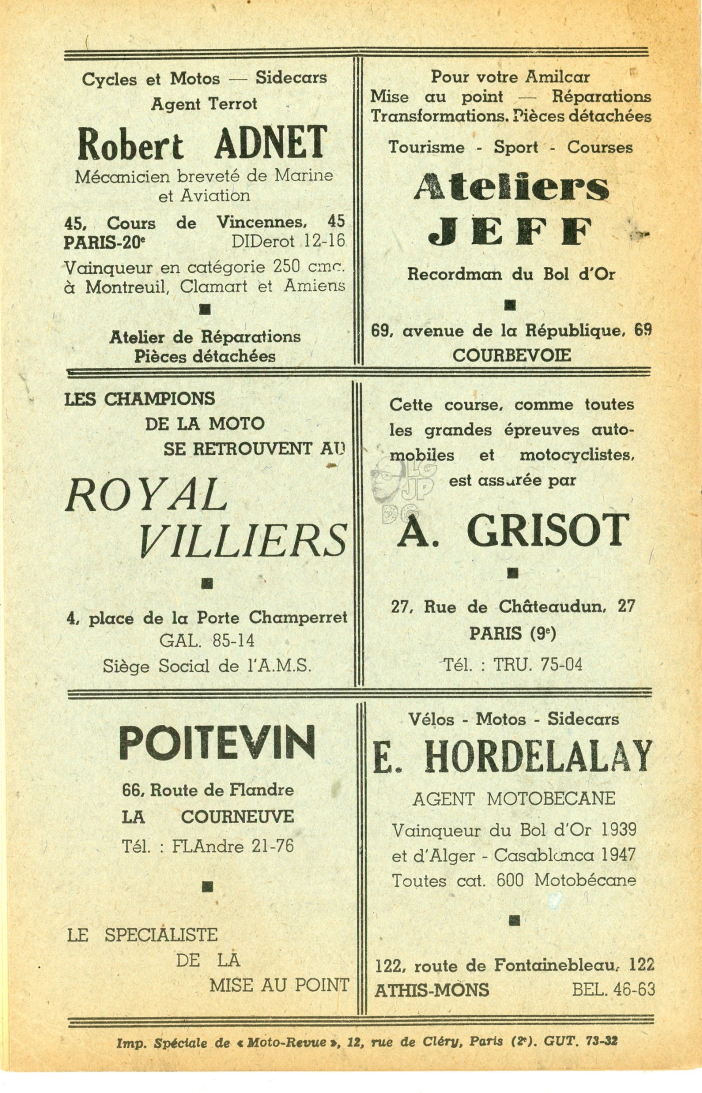 Cycles et Motos — Sidecars
Agent Terrot
Robert ADNET
Mécanicien breveté de Marine
et Aviation
45, Cours de Vincennes, 45
PARIS-20e DIDerot 12-16
Vainqueur en catégorie 250 cmc.
à Montreuil, Clamart et Amiens
■
Atelier de Réparations
Pièces détachées
Pour votre Amilcar
Mise au point — Réparations
Transformations. Pièces détachées
Tourisme - Sport - Courses
Ateliers
JEFF
Recordman du Bol d'Or
■
69, avenue de la République, 69
COURBEVOIE
LES CHAMPIONS
DE LA MOTO
SE RETROUVENT AU
ROYAL
VILLIERS
■
4, place de la Porte Champerret
GAL. 85-14
Siège Social de l'A.M.S.
Cette course, comme toutes
les grandes épreuves auto-
mobiles et motocyclistes,
est assurée par
A. GRISOT
■
27, Rue de Châteaudun, 27
PARIS (9e)
Tél. : TRU. 75-04
LG
JP
DG
POITEVIN
66, Route de Flandre
LA COURNEUVE
Tél. : FLAndre 21-76
■
LE SPECIALISTE
DE LA
MISE AU POINT
Vélos - Motos - Sidecars
E. HORDELALAY
AGENT MOTOBECANE
Vainqueur du Bol d'Or 1939
et d'Alger - Casablanca 1947
Toutes cat. 600 Motobécane
■
122, route de Fontainebleau, 122
ATHIS-MONS BEL. 46-63
Imp. Spéciale de « Moto-Revue », 12, rue de Cléry, Paris (2e). GUT. 73-32